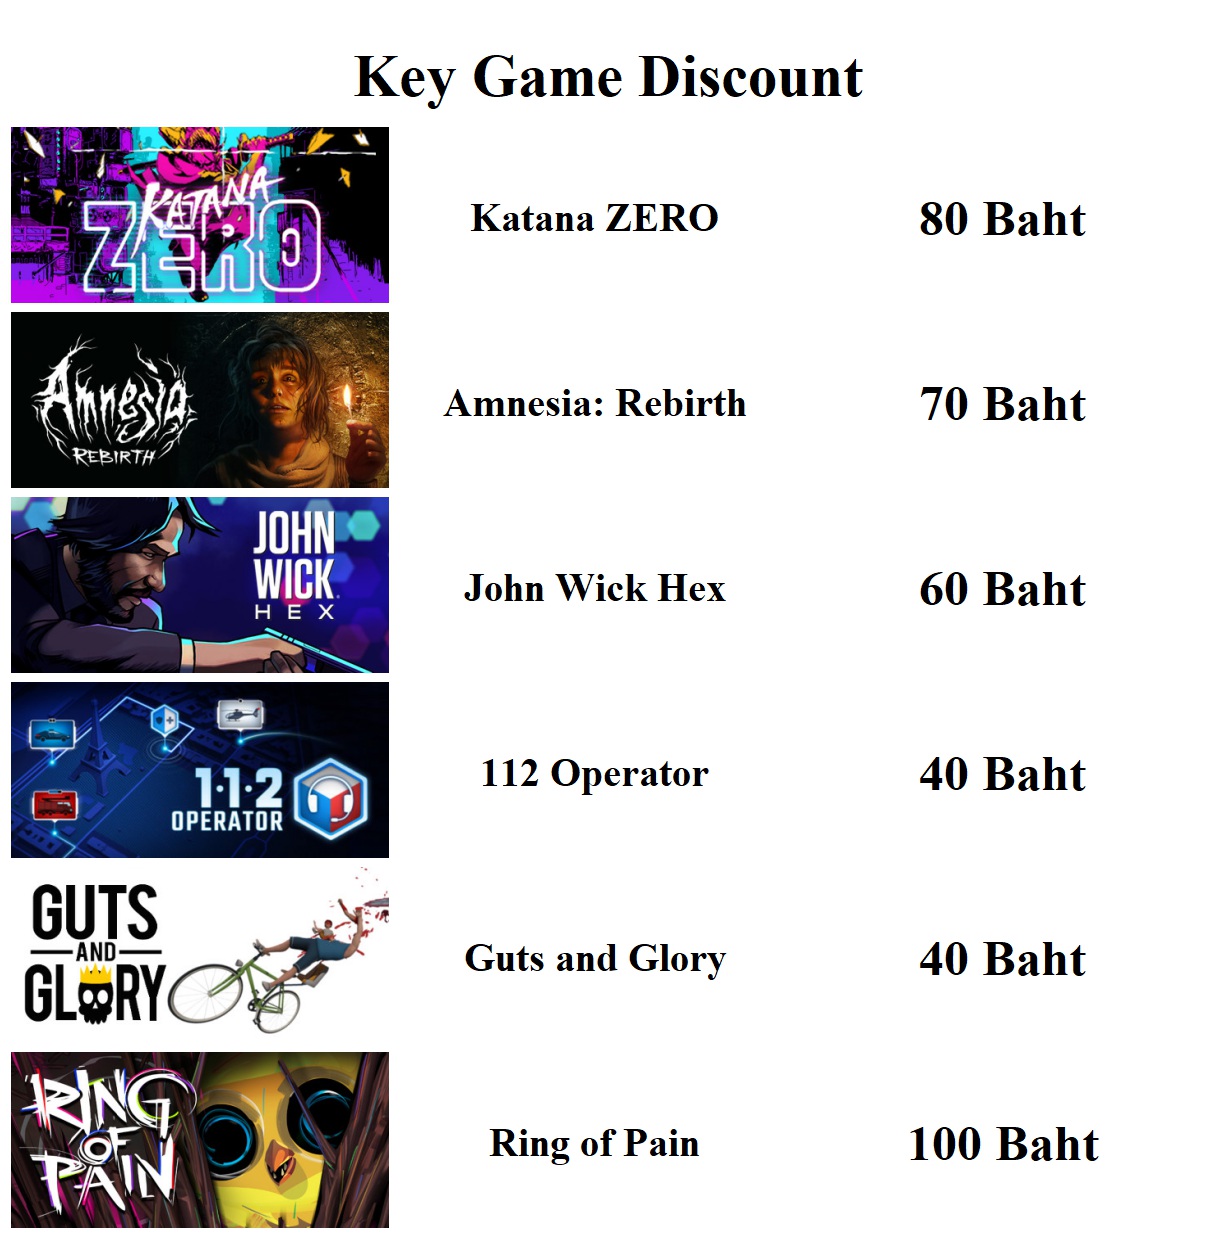 Key Game Discount
KATANA
ZERO
Katana ZERO
80 Baht
Amnesia
REBIRTH
Amnesia: Rebirth
70 Baht
JOHN
WICK
HEX
John Wick Hex
60 Baht
1·1·2
OPERATOR
112 Operator
40 Baht
GUTS
AND
GLORY
Guts and Glory
40 Baht
RING
OF
PAIN
Ring of Pain
100 Baht